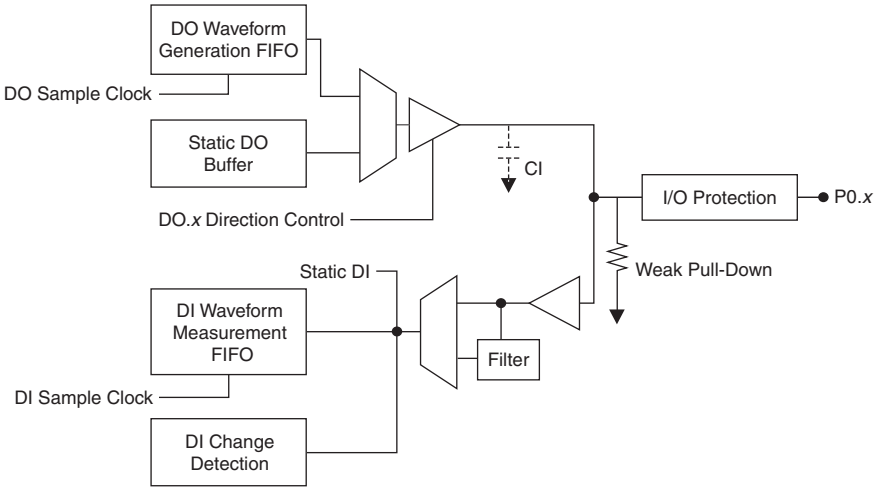 DO Waveform
Generation FIFO
DO Sample Clock
Static DO
Buffer
CI
I/O Protection
P0.x
DO.x Direction Control
Weak Pull-Down
Static DI
DI Waveform
Measurement
FIFO
Filter
DI Sample Clock
DI Change
Detection